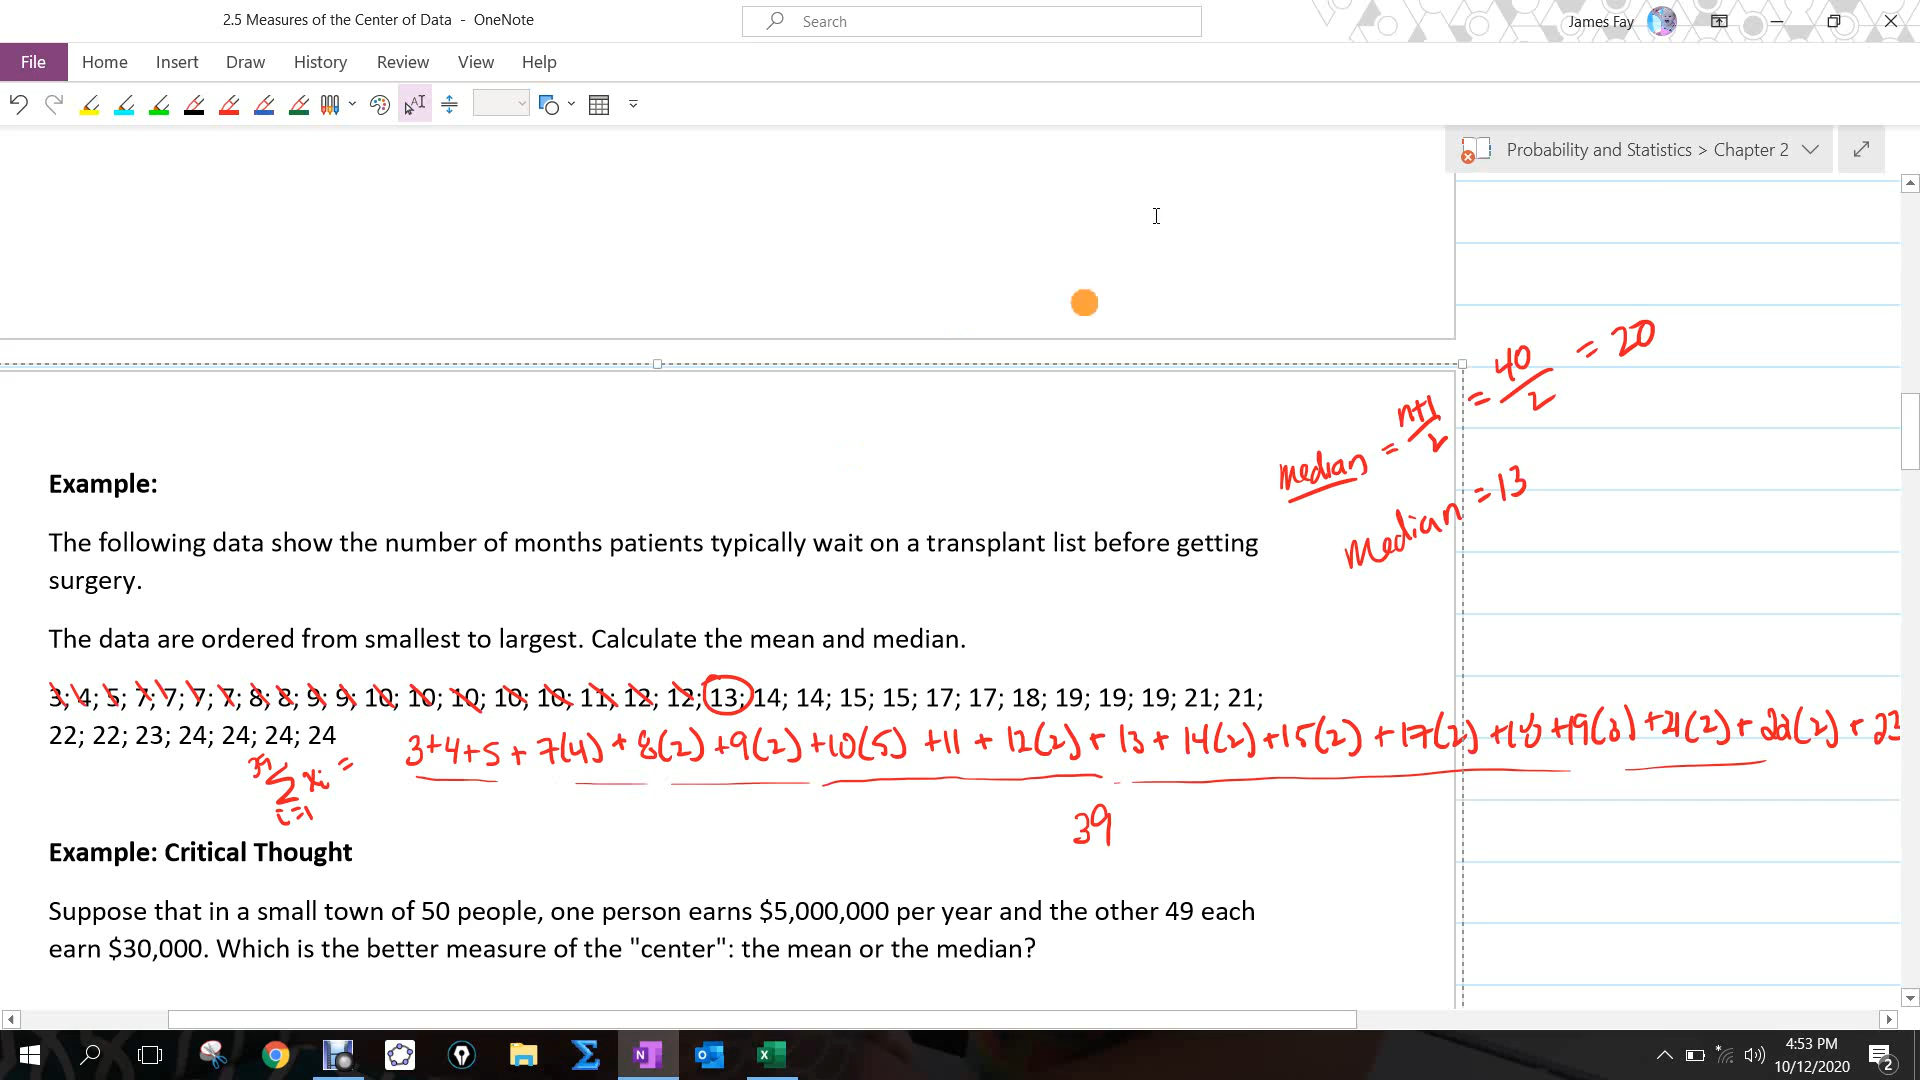 2.5 Measures of the Center of Data - OneNote
Search
James Fay
File Home Insert Draw History Review View Help
Probability and Statistics > Chapter 2
median = n+1/2 = 40/2 = 20
median = 13
Example:
The following data show the number of months patients typically wait on a transplant list before getting
surgery.
The data are ordered from smallest to largest. Calculate the mean and median.
3; 4; 5; 7; 7; 7; 7; 8; 8; 9; 9; 10; 10; 10; 10; 10; 11; 12; 12; 13; 14; 14; 15; 15; 17; 17; 18; 19; 19; 19; 21; 21;
22; 22; 23; 24; 24; 24; 24
39 Σ i=1 xi = 3+4+5 + 7(4) + 8(2) +9(2) +10(5) +11 + 12(2) + 13 + 14(2) +15(2) +17(2) +18 +19(3) +21(2) + 22(2) + 23
39
Example: Critical Thought
Suppose that in a small town of 50 people, one person earns $5,000,000 per year and the other 49 each
earn $30,000. Which is the better measure of the "center": the mean or the median?
4:53 PM
10/12/2020
2